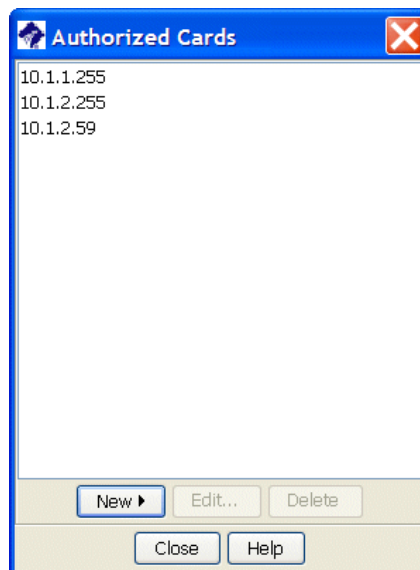 Authorized Cards
10.1.1.255
10.1.2.255
10.1.2.59
New Edit... Delete
Close Help